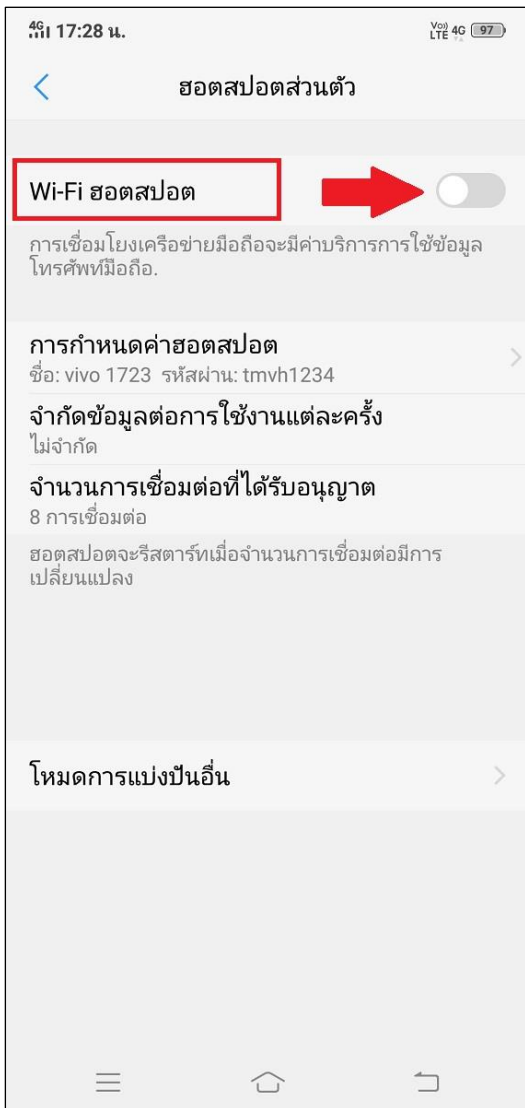 4G 17:28 น. Vo)) LTE 4G 97
ฮอตสปอตส่วนตัว
Wi-Fi ฮอตสปอต
การเชื่อมโยงเครือข่ายมือถือจะมีค่าบริการการใช้ข้อมูล
โทรศัพท์มือถือ.
การกำหนดค่าฮอตสปอต
ชื่อ: vivo 1723 รหัสผ่าน: tmvh1234
จำกัดข้อมูลต่อการใช้งานแต่ละครั้ง
ไม่จำกัด
จำนวนการเชื่อมต่อที่ได้รับอนุญาต
8 การเชื่อมต่อ
ฮอตสปอตจะรีสตาร์ทเมื่อจำนวนการเชื่อมต่อมีการ
เปลี่ยนแปลง
โหมดการแบ่งปันอื่น